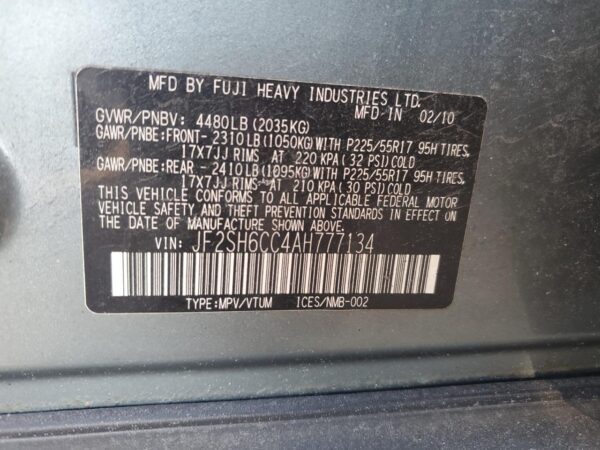 MFD BY FUJI HEAVY INDUSTRIES LTD.
MFD IN 02/10
GVWR/PNBV: 4480LB (2035KG)
GAWR/PNBE:FRONT-2310LB(1050KG)WITH P225/55R17 95H TIRES,
17X7JJ RIMS AT 220 KPA( 32 PSI)COLD
GAWR/PNBE:REAR -2410LB(1095KG)WITH P225/55R17 95H TIRES,
17X7JJ RIMS AT 210 KPA( 30 PSI)COLD
THIS VEHICLE CONFORMS TO ALL APPLICABLE FEDERAL MOTOR
VEHICLE SAFETY AND THEFT PREVENTION STANDARDS IN EFFECT ON
THE DATE OF MANUFACTURE SHOWN ABOVE.
VIN: JF2SH6CC4AH777134
TYPE:MPV/VTUM ICES/NMB-002